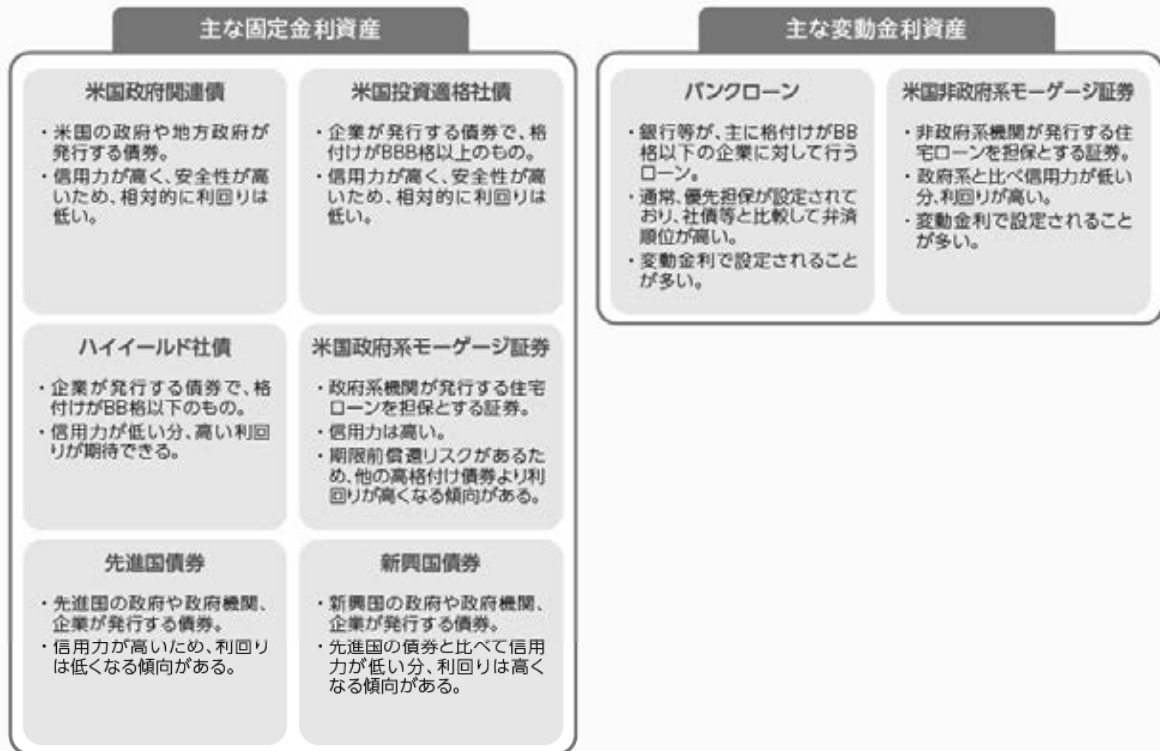 主な固定金利資産
米国政府関連債
・米国の政府や地方政府が
発行する債券。
・信用力が高く、安全性が高
いため、相対的に利回りは
低い。
米国投資適格社債
・企業が発行する債券で、格
付けがBBB格以上のもの。
・信用力が高く、安全性が高
いため、相対的に利回りは
低い。
ハイイールド社債
・企業が発行する債券で、格
付けがBB格以下のもの。
・信用力が低い分、高い利回
りが期待できる。
米国政府系モーゲージ証券
・政府系機関が発行する住宅
ローンを担保とする証券。
・信用力は高い。
・期限前償還リスクがあるた
め、他の高格付け債券より利
回りが高くなる傾向がある。
先進国債券
・先進国の政府や政府機関、
企業が発行する債券。
・信用力が高いため、利回り
は低くなる傾向がある。
新興国債券
・新興国の政府や政府機関、
企業が発行する債券。
・先進国の債券と比べて信用
力が低い分、利回りは高く
なる傾向がある。
主な変動金利資産
バンクローン
・銀行等が、主に格付けがBB
格以下の企業に対して行う
ローン。
・通常、優先担保が設定されて
おり、社債等と比較して弁済
順位が高い。
・変動金利で設定されること
が多い。
米国非政府系モーゲージ証券
・非政府系機関が発行する住
宅ローンを担保とする証券。
・政府系と比べ信用力が低い
分、利回りが高い。
・変動金利で設定されること
が多い。